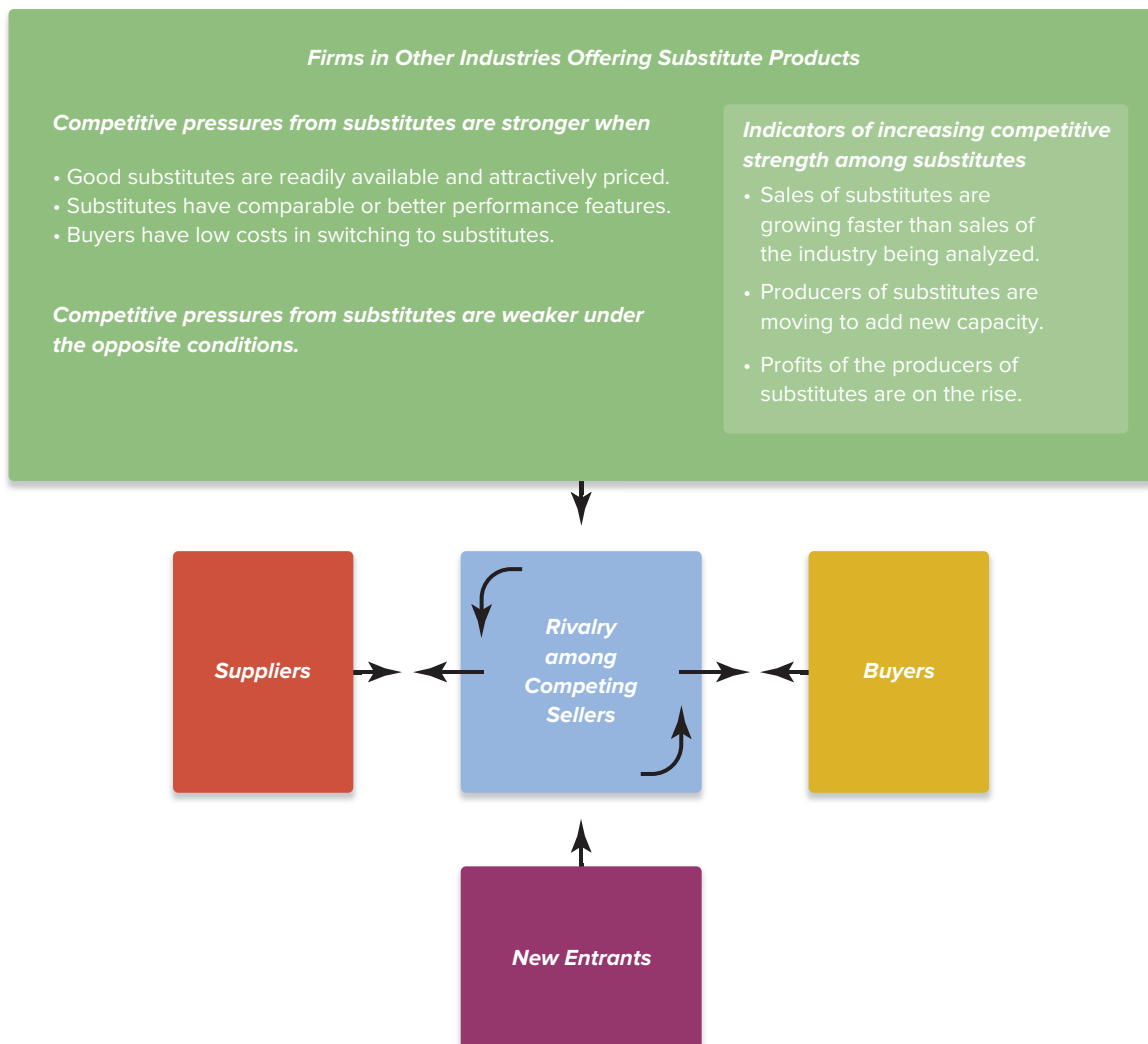 Firms in Other Industries Offering Substitute Products
Competitive pressures from substitutes are stronger when
• Good substitutes are readily available and attractively priced.
• Substitutes have comparable or better performance features.
• Buyers have low costs in switching to substitutes.
Competitive pressures from substitutes are weaker under
the opposite conditions.
Indicators of increasing competitive
strength among substitutes
• Sales of substitutes are
growing faster than sales of
the industry being analyzed.
• Producers of substitutes are
moving to add new capacity.
• Profits of the producers of
substitutes are on the rise.
Suppliers
Rivalry
among
Competing
Sellers
Buyers
New Entrants